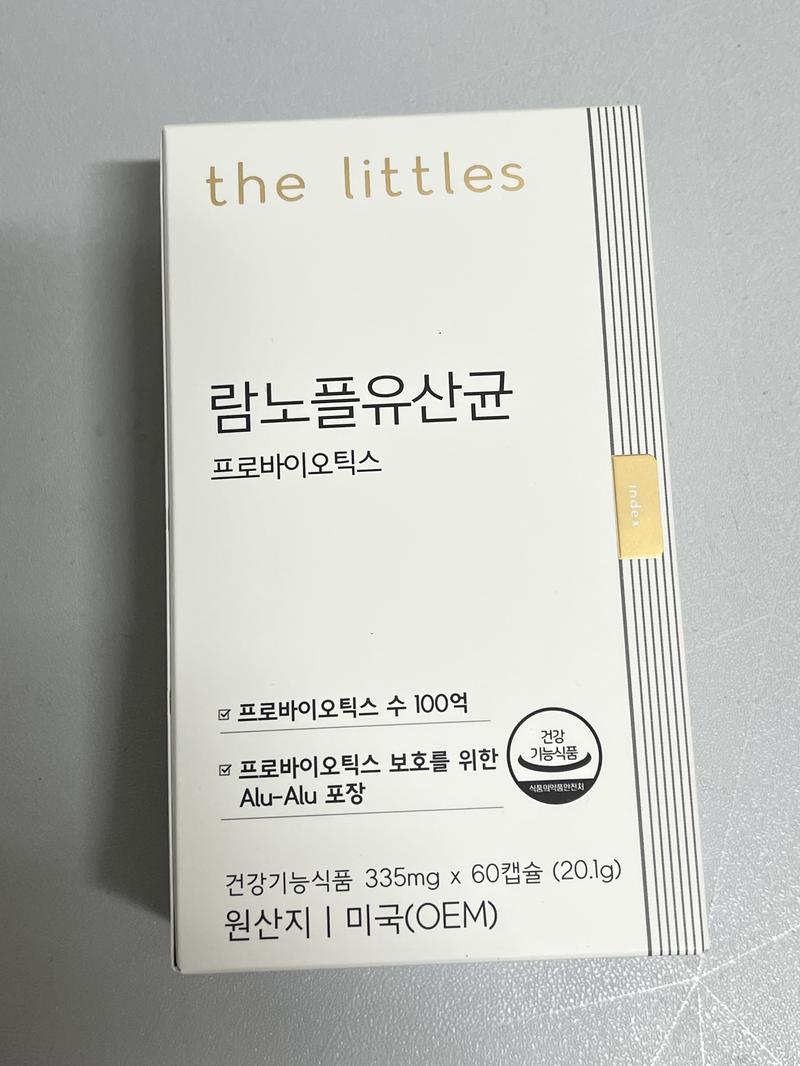 the littles
람노플유산균
프로바이오틱스
index
프로바이오틱스 수 100억
프로바이오틱스 보호를 위한
Alu-Alu 포장
건강
기능식품
식품의약품안전처
건강기능식품 335mg x 60캡슐 (20.1g)
원산지 | 미국(OEM)